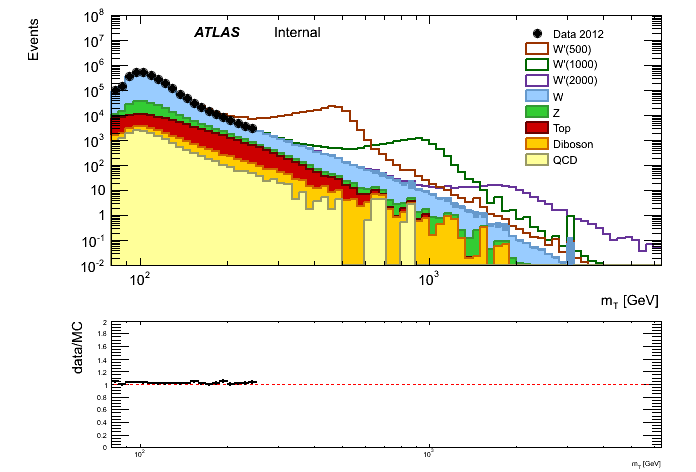 Events
10^8
10^7
10^6
10^5
10^4
10^3
10^2
10
1
10^-1
10^-2
ATLAS Internal
Data 2012
W'(500)
W'(1000)
W'(2000)
W
Z
Top
Diboson
QCD
10^2
10^3
m_T [GeV]
data/MC
2
1.8
1.6
1.4
1.2
1
0.8
0.6
0.4
0.2
0
10^2
10^3
m_T [GeV]